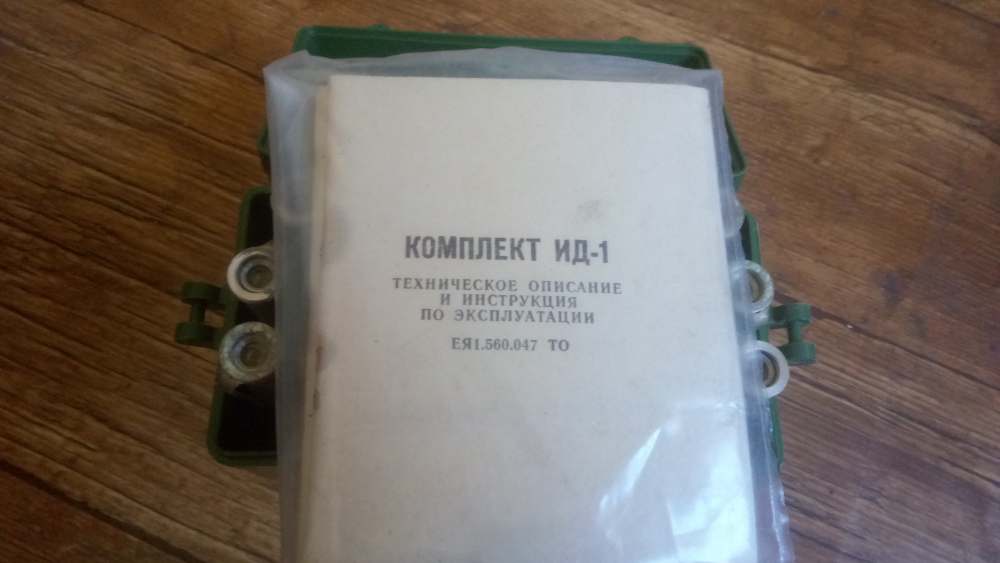 КОМПЛЕКТ ИД-1
ТЕХНИЧЕСКОЕ ОПИСАНИЕ
И ИНСТРУКЦИЯ
ПО ЭКСПЛУАТАЦИИ
ЕЯ1.560.047 ТО